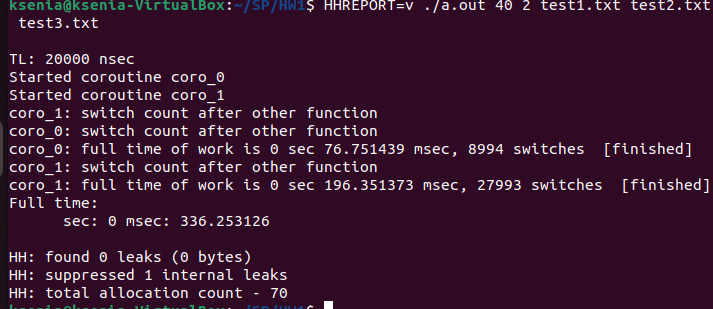 ksenia@ksenia-VirtualBox:~/SP/HW1$ HHREPORT=v ./a.out 40 2 test1.txt test2.txt
test3.txt
TL: 20000 nsec
Started coroutine coro_0
Started coroutine coro_1
coro_1: switch count after other function
coro_0: switch count after other function
coro_0: full time of work is 0 sec 76.751439 msec, 8994 switches  [finished]
coro_1: switch count after other function
coro_1: full time of work is 0 sec 196.351373 msec, 27993 switches  [finished]
Full time:
sec: 0 msec: 336.253126
HH: found 0 leaks (0 bytes)
HH: suppressed 1 internal leaks
HH: total allocation count - 70
ksenia@ksenia-VirtualBox:~/SP/HW1$